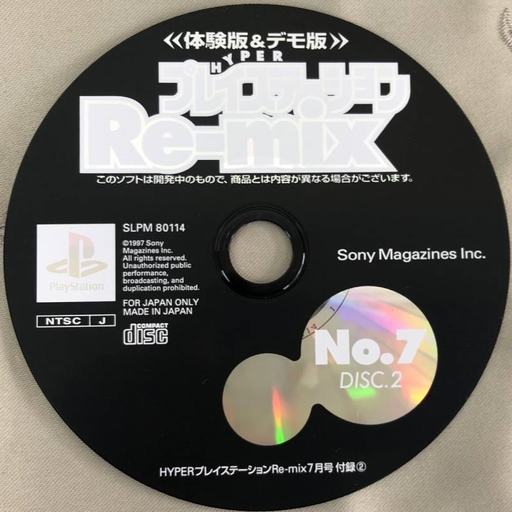 ≪体験版&デモ版≫
HYPER
プレイステーション
Re-mix
このソフトは開発中のもので、商品とは内容が異なる場合がございます。
SLPM 80114
©1997 Sony
Magazines Inc.
All rights reserved.
Unauthorized public
performance,
broadcasting, and
duplication prohibited.
PlayStation
FOR JAPAN ONLY
MADE IN JAPAN
NTSC J
COMPACT
disc
Sony Magazines Inc.
No.7
DISC.2
HYPERプレイステーションRe-mix7月号 付録②